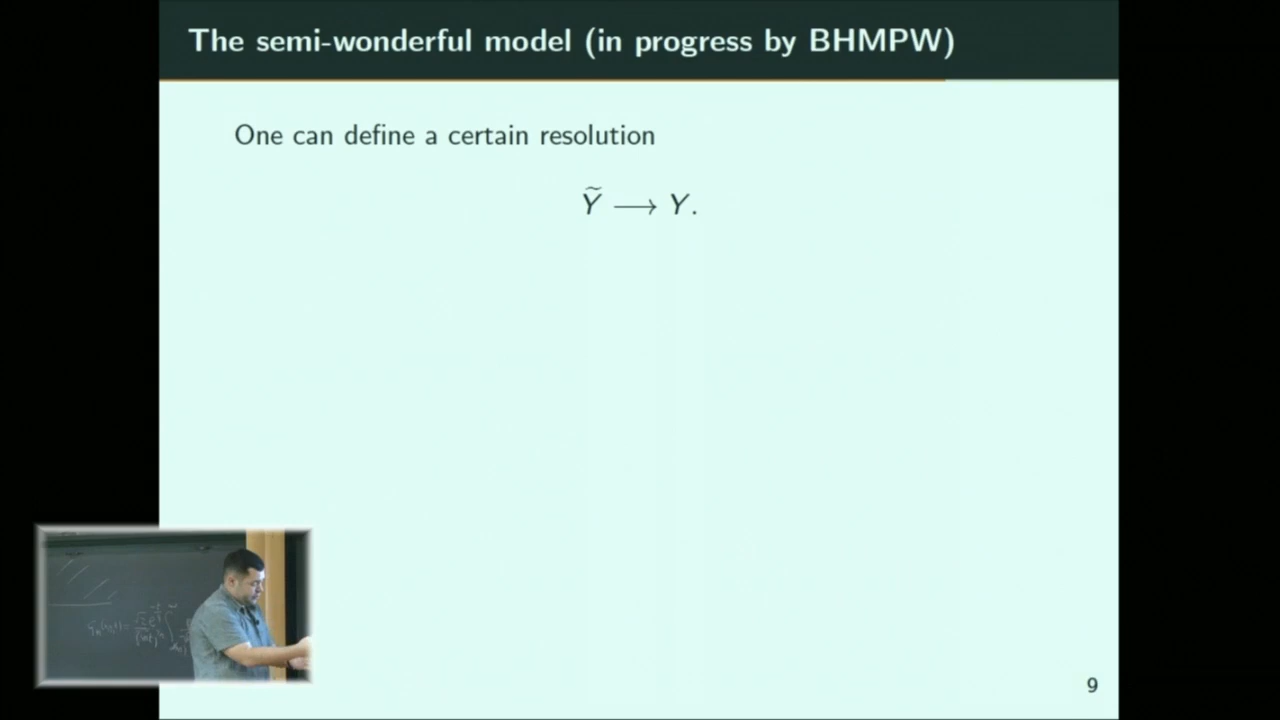 The semi-wonderful model (in progress by BHMPW)
One can define a certain resolution
Ỹ ⟶ Y.
9